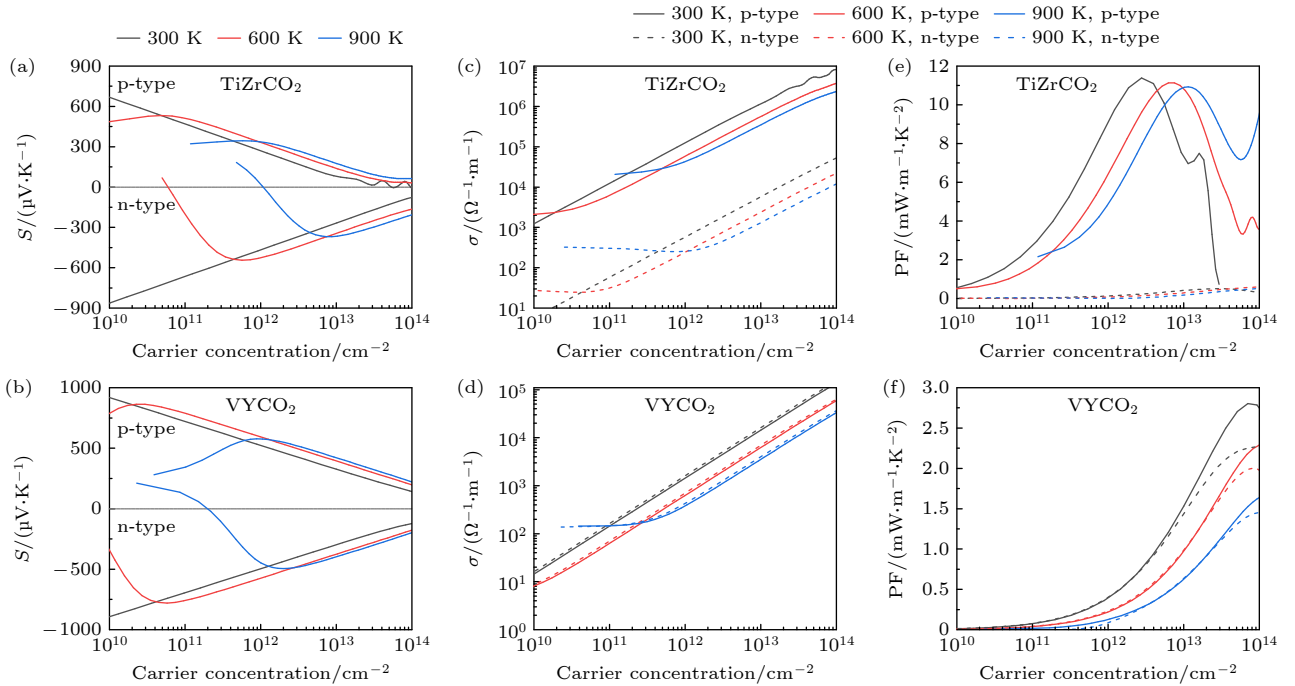 300 K 600 K 900 K
300 K, p-type 600 K, p-type 900 K, p-type
300 K, n-type 600 K, n-type 900 K, n-type
(a)
900
600
300
0
−300
−600
−900
S/(μV·K⁻¹)
p-type
TiZrCO₂
n-type
10¹⁰ 10¹¹ 10¹² 10¹³ 10¹⁴
Carrier concentration/cm⁻²
(c)
10⁷
10⁶
10⁵
10⁴
10³
10²
10¹
σ/(Ω⁻¹·m⁻¹)
TiZrCO₂
10¹⁰ 10¹¹ 10¹² 10¹³ 10¹⁴
Carrier concentration/cm⁻²
(e)
12
10
8
6
4
2
0
PF/(mW·m⁻¹·K⁻²)
TiZrCO₂
10¹⁰ 10¹¹ 10¹² 10¹³ 10¹⁴
Carrier concentration/cm⁻²
(b)
1000
500
0
−500
−1000
S/(μV·K⁻¹)
VYCO₂
p-type
n-type
10¹⁰ 10¹¹ 10¹² 10¹³ 10¹⁴
Carrier concentration/cm⁻²
(d)
10⁵
10⁴
10³
10²
10¹
10⁰
σ/(Ω⁻¹·m⁻¹)
VYCO₂
10¹⁰ 10¹¹ 10¹² 10¹³ 10¹⁴
Carrier concentration/cm⁻²
(f)
3.0
2.5
2.0
1.5
1.0
0.5
0
PF/(mW·m⁻¹·K⁻²)
VYCO₂
10¹⁰ 10¹¹ 10¹² 10¹³ 10¹⁴
Carrier concentration/cm⁻²